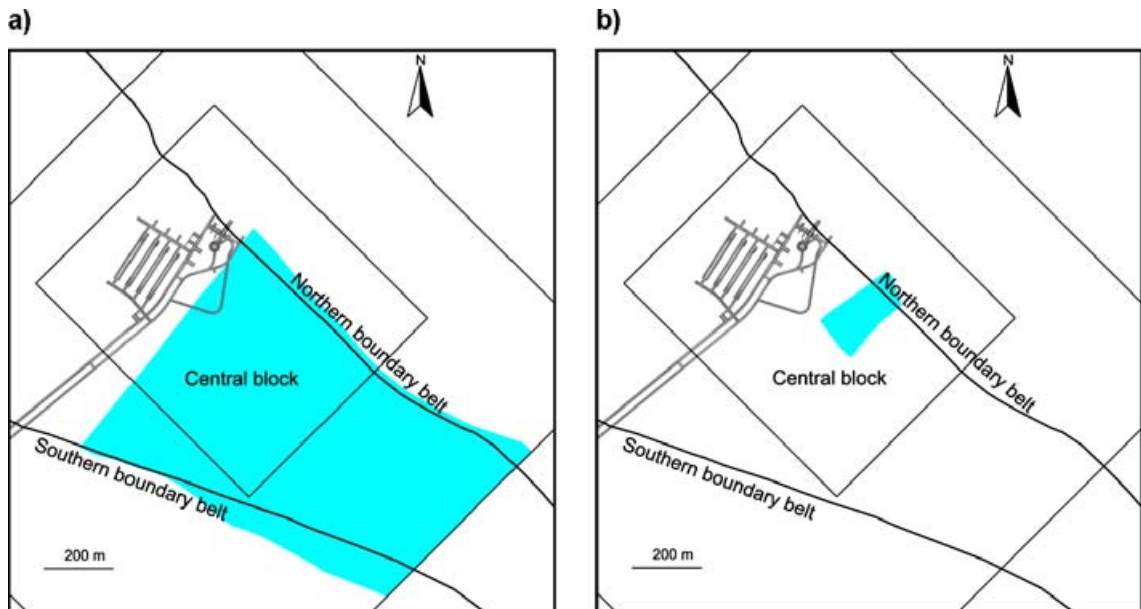 a)
N
Northern boundary belt
Central block
Southern boundary belt
200 m
b)
N
Northern boundary belt
Central block
Southern boundary belt
200 m